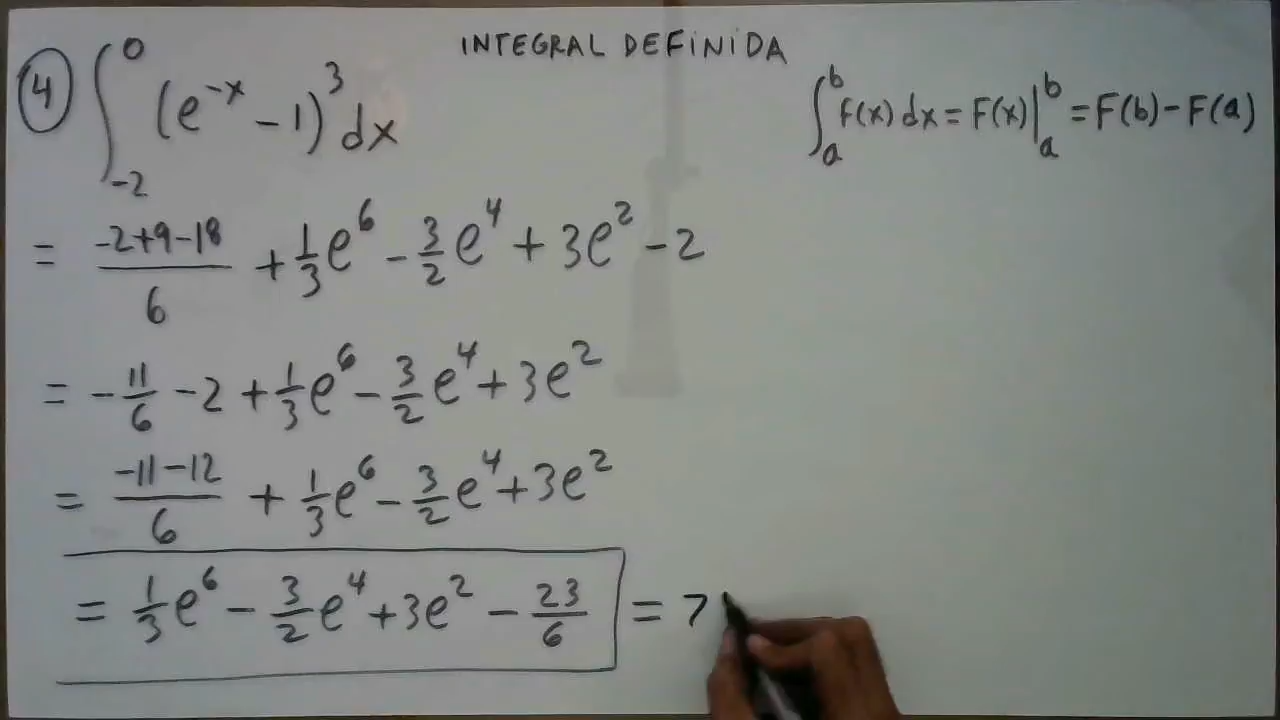 INTEGRAL DEFINIDA
④ ∫₋₂⁰ (e⁻ˣ - 1)³ dx
∫ₐᵇ f(x) dx = F(x)|ₐᵇ = F(b) - F(a)
= (-2+9-18)/6 + 1/3 e⁶ - 3/2 e⁴ + 3e² - 2
= - 11/6 - 2 + 1/3 e⁶ - 3/2 e⁴ + 3e²
= (-11-12)/6 + 1/3 e⁶ - 3/2 e⁴ + 3e²
= 1/3 e⁶ - 3/2 e⁴ + 3e² - 23/6 = 7